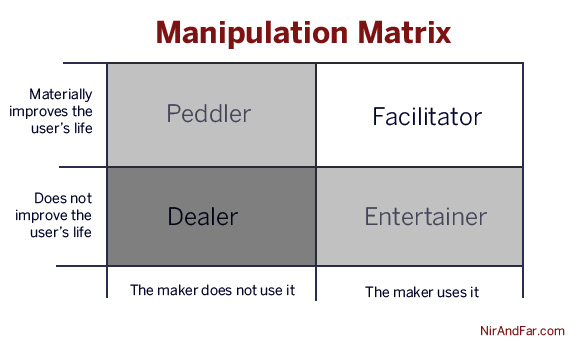 Manipulation Matrix
Materially
improves the
user's life
Peddler
Facilitator
Does not
improve the
user's life
Dealer
Entertainer
The maker does not use it
The maker uses it
NirAndFar.com